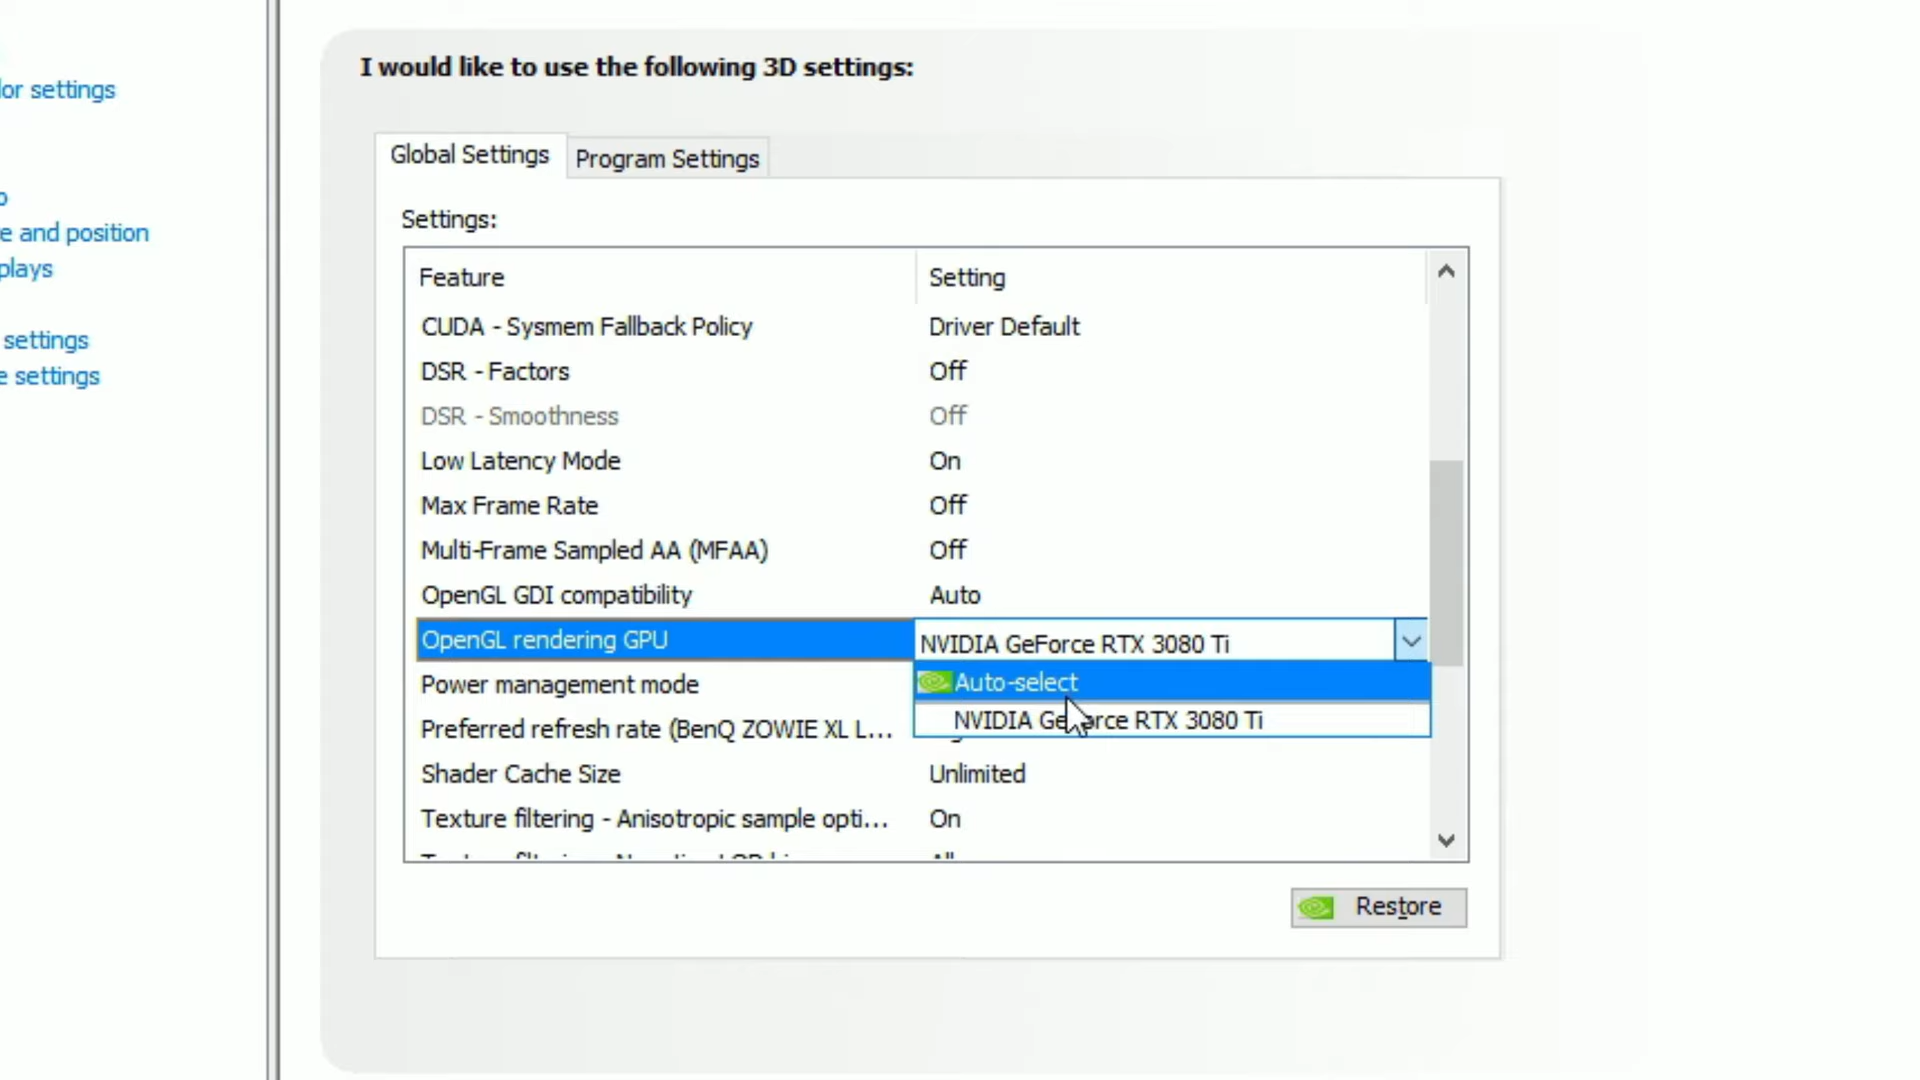 I would like to use the following 3D settings:
lor settings
Global Settings
Program Settings
o
e and position
plays
settings
e settings
Settings:
Feature Setting
CUDA - Sysmem Fallback Policy Driver Default
DSR - Factors Off
DSR - Smoothness Off
Low Latency Mode On
Max Frame Rate Off
Multi-Frame Sampled AA (MFAA) Off
OpenGL GDI compatibility Auto
OpenGL rendering GPU NVIDIA GeForce RTX 3080 Ti
Auto-select
NVIDIA GeForce RTX 3080 Ti
Power management mode
Preferred refresh rate (BenQ ZOWIE XL L...
Shader Cache Size Unlimited
Texture filtering - Anisotropic sample opti... On
Restore